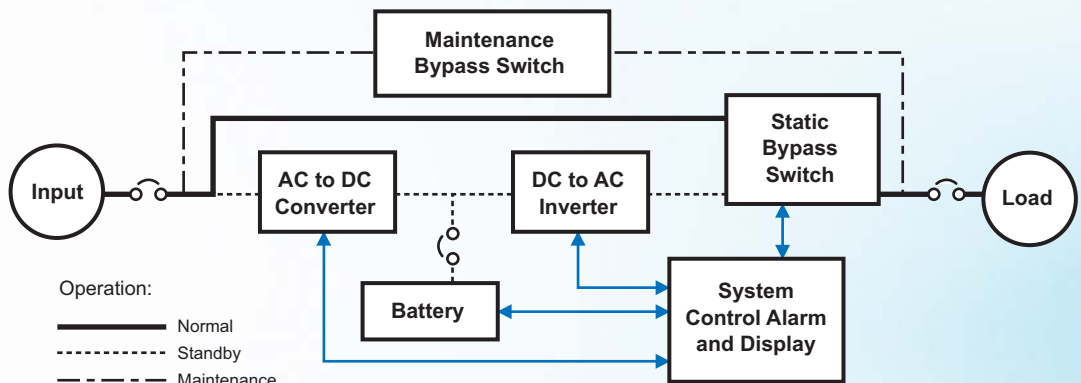 Maintenance
Bypass Switch
Static
Bypass
Switch
Input
AC to DC
Converter
DC to AC
Inverter
Load
Operation:
Normal
Standby
Maintenance
Battery
System
Control Alarm
and Display